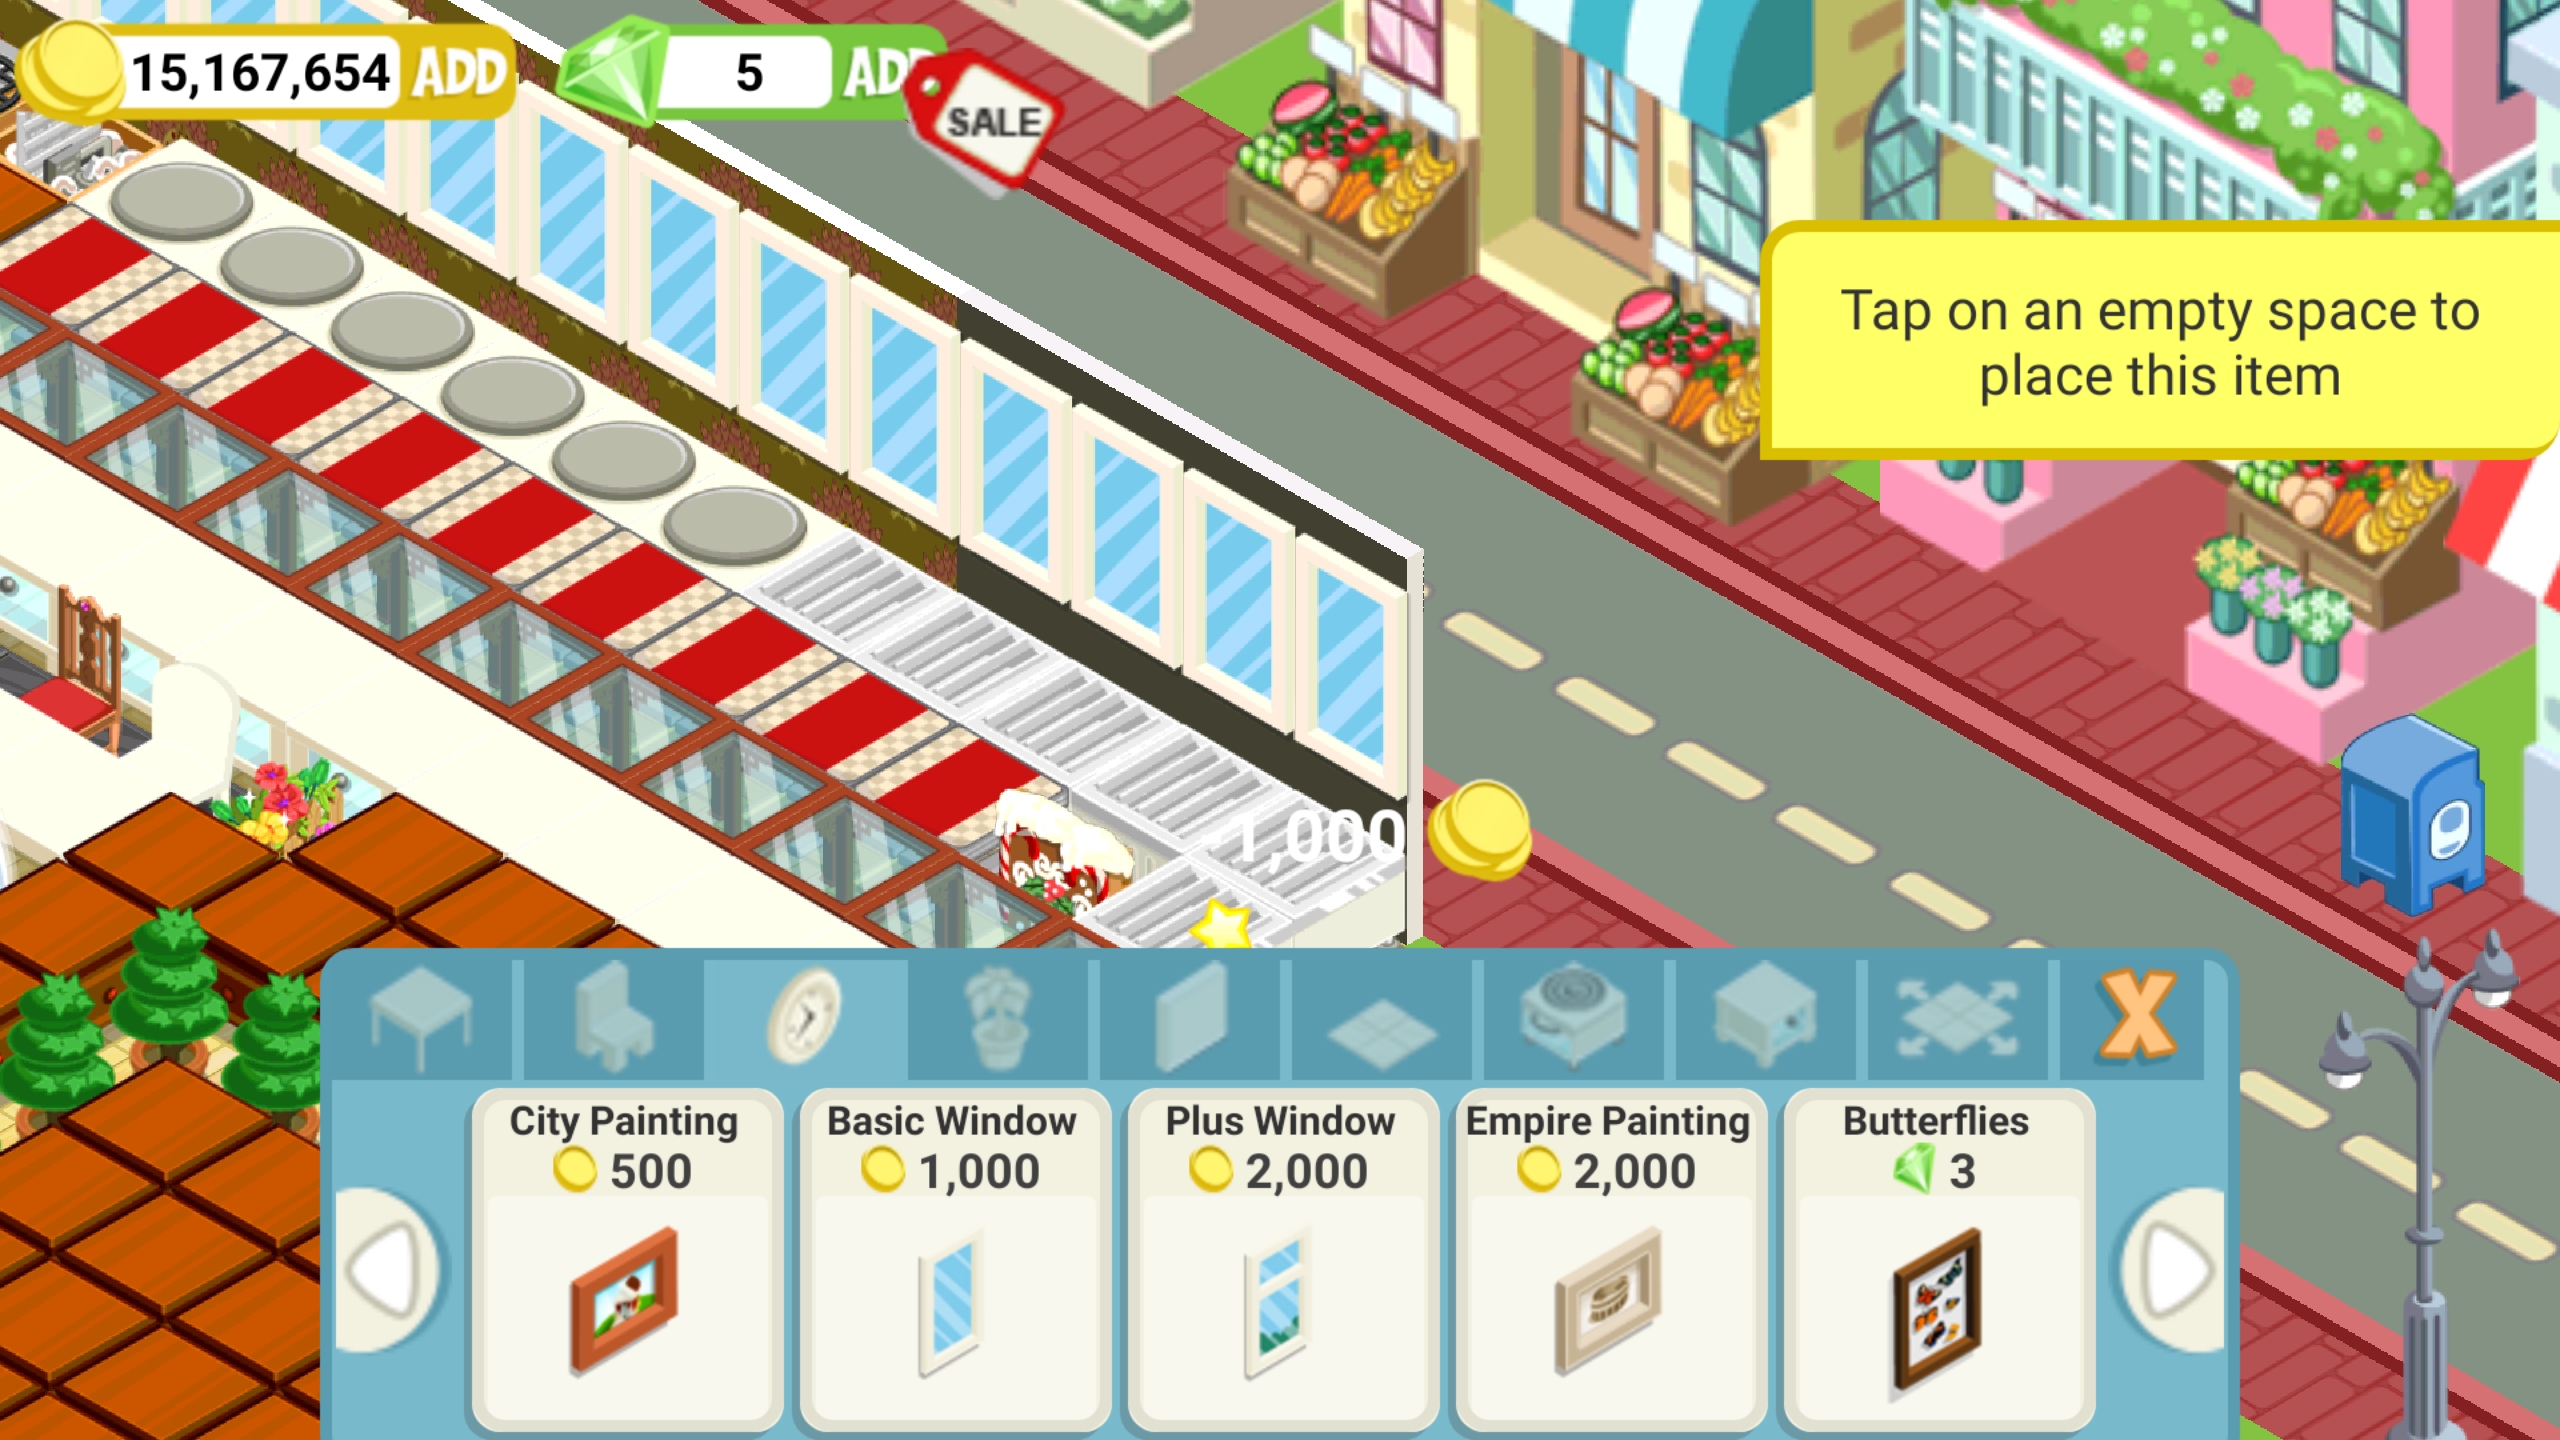 15,167,654 ADD
5 ADD
SALE
Tap on an empty space to
place this item
-1,000
City Painting
500
Basic Window
1,000
Plus Window
2,000
Empire Painting
2,000
Butterflies
3
X